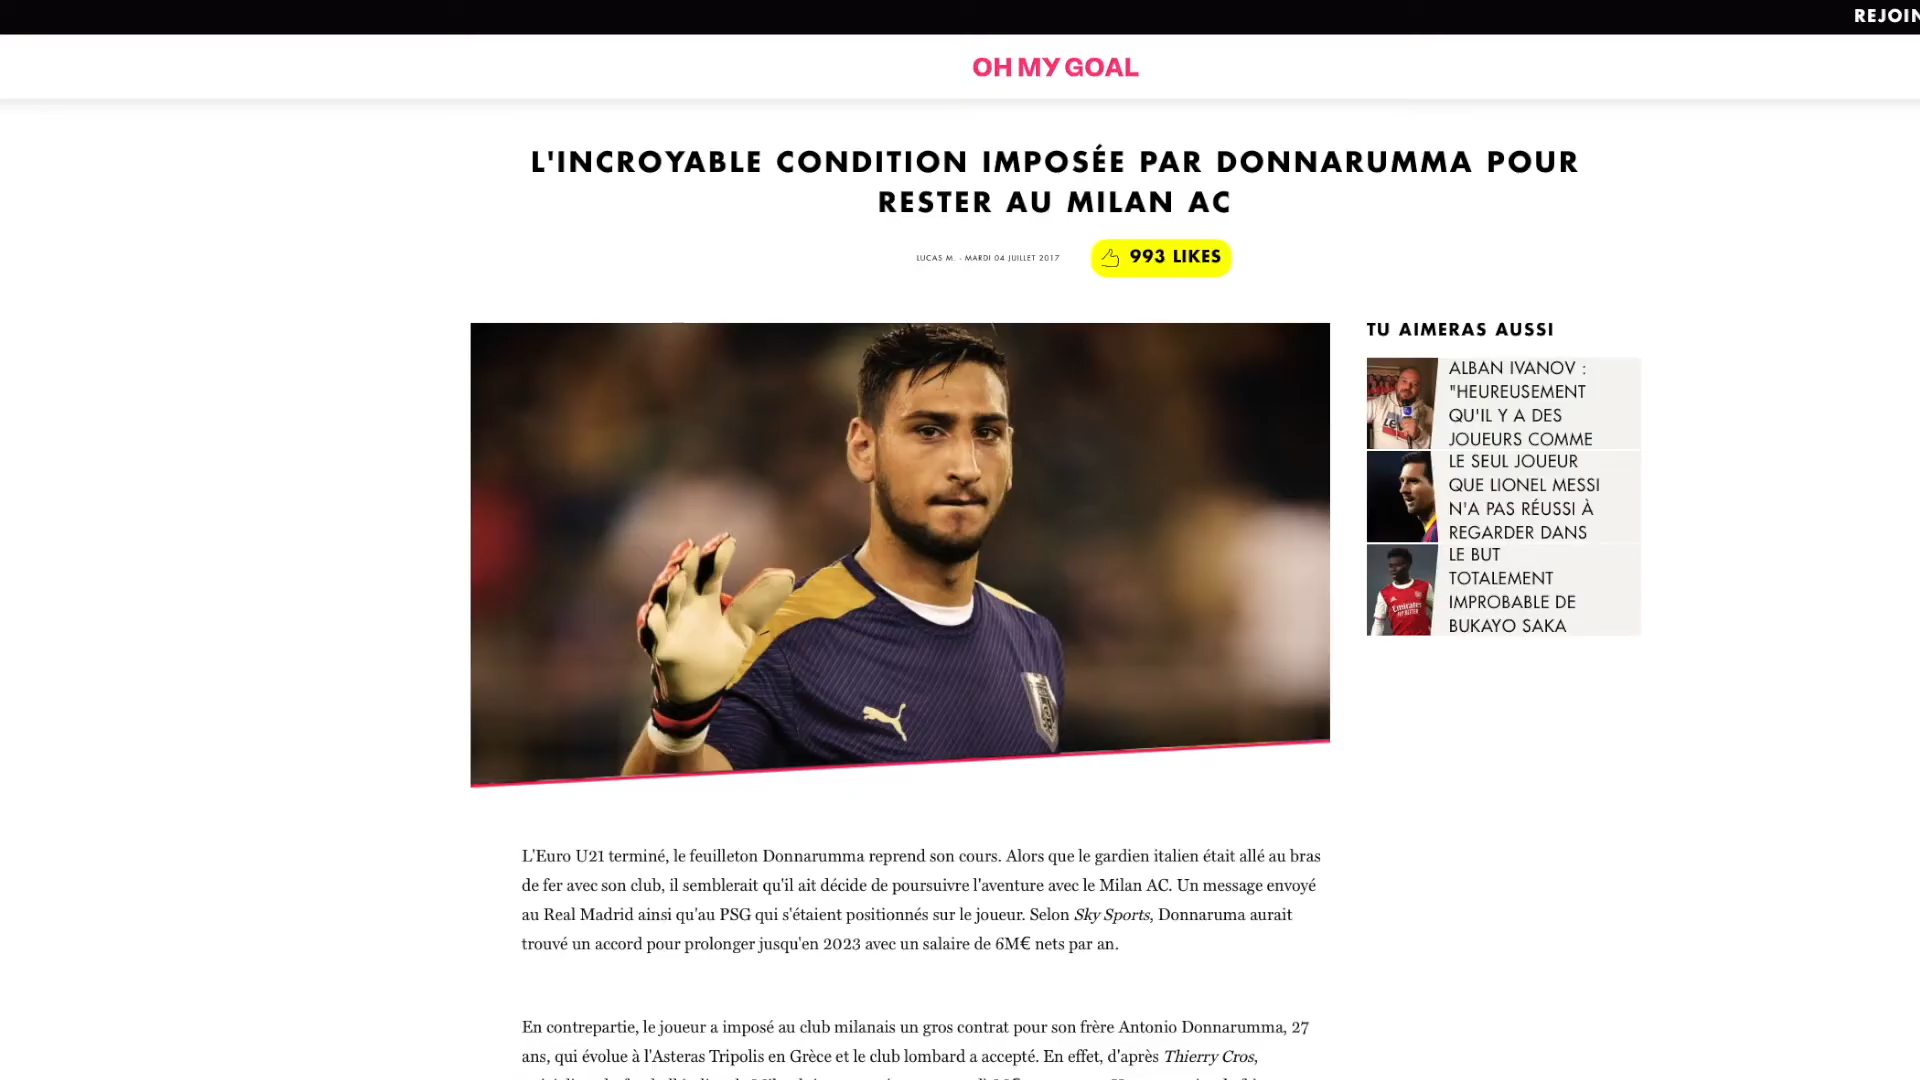 REJOIN
OH MY GOAL
L'INCROYABLE CONDITION IMPOSÉE PAR DONNARUMMA POUR
RESTER AU MILAN AC
LUCAS M. - MARDI 04 JUILLET 2017
993 LIKES
TU AIMERAS AUSSI
ALBAN IVANOV :
"HEUREUSEMENT
QU'IL Y A DES
JOUEURS COMME
LE SEUL JOUEUR
QUE LIONEL MESSI
N'A PAS RÉUSSI À
REGARDER DANS
LE BUT
TOTALEMENT
IMPROBABLE DE
BUKAYO SAKA
L'Euro U21 terminé, le feuilleton Donnarumma reprend son cours. Alors que le gardien italien était allé au bras
de fer avec son club, il semblerait qu'il ait décide de poursuivre l'aventure avec le Milan AC. Un message envoyé
au Real Madrid ainsi qu'au PSG qui s'étaient positionnés sur le joueur. Selon Sky Sports, Donnaruma aurait
trouvé un accord pour prolonger jusqu'en 2023 avec un salaire de 6M€ nets par an.
En contrepartie, le joueur a imposé au club milanais un gros contrat pour son frère Antonio Donnarumma, 27
ans, qui évolue à l'Asteras Tripolis en Grèce et le club lombard a accepté. En effet, d'après Thierry Cros,